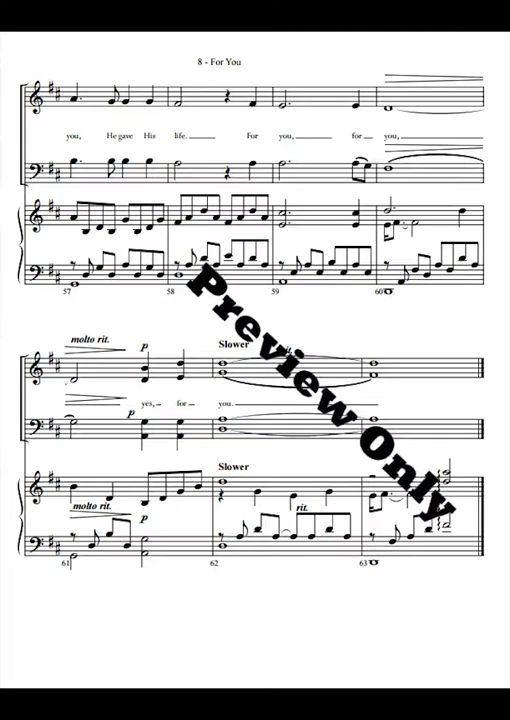 8 - For You
you, He gave His life. For you, for you,
57 58 59 60
molto rit. p Slower rit.
p
yes, for you.
Slower
molto rit. p rit.
61 62 63
Preview Only